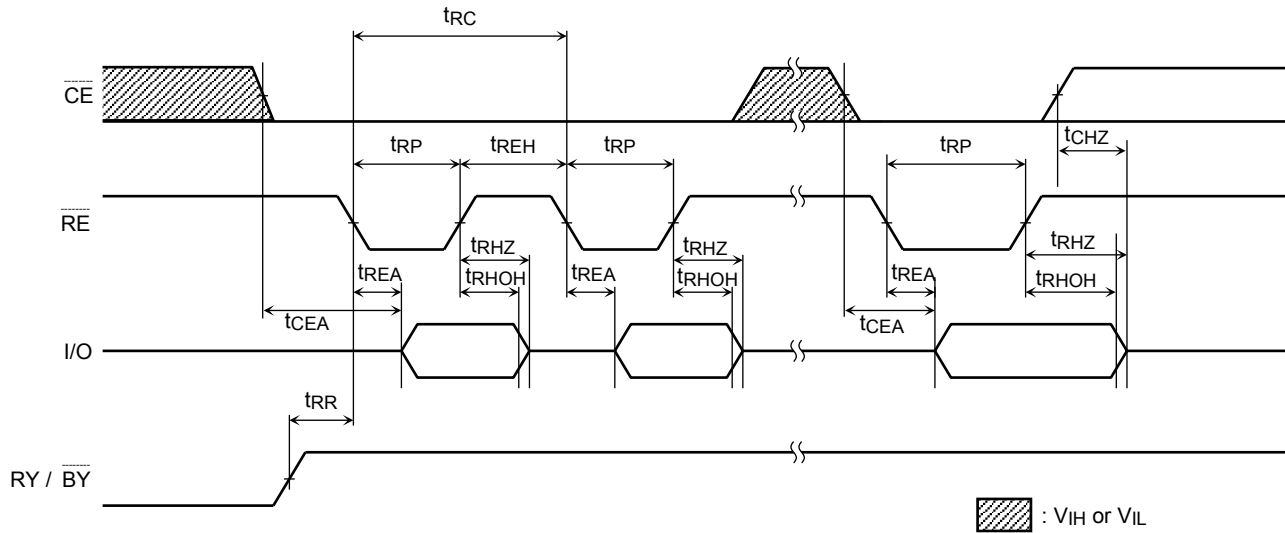 tRC
CE
tRP tREH tRP tRP tCHZ
RE
tRHZ tRHZ tRHZ
tREA tREA tREA
tRHOH tRHOH tRHOH
tCEA tCEA
I/O
tRR
RY / BY
: VIH or VIL